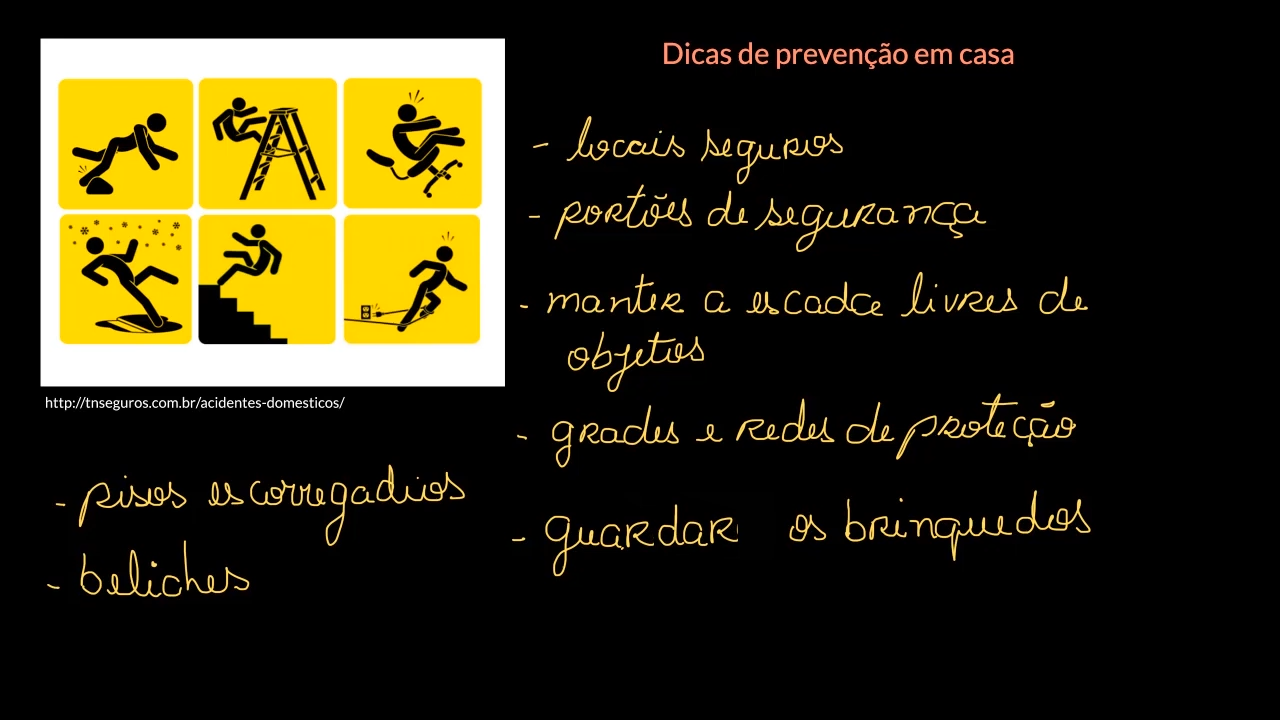 Dicas de prevenção em casa
- locais seguros
- portões de segurança
- manter a escada livres de
objetos
- grades e redes de proteção
- guardar os brinquedos
http://tnseguros.com.br/acidentes-domesticos/
- pisos escorregadios
- beliches